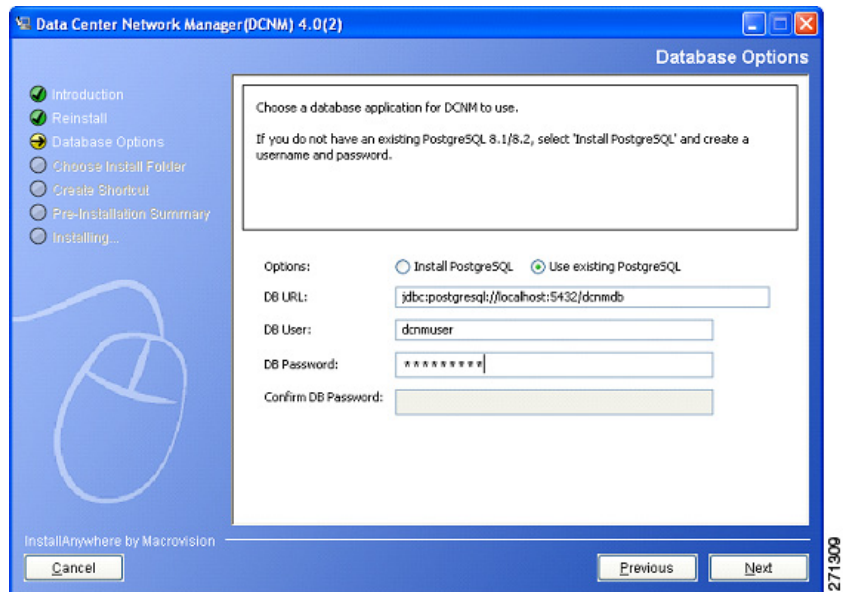 Data Center Network Manager(DCNM) 4.0(2)
Database Options
Introduction
Reinstall
Database Options
Choose Install Folder
Create Shortcut
Pre-Installation Summary
Installing...
Choose a database application for DCNM to use.
If you do not have an existing PostgreSQL 8.1/8.2, select 'Install PostgreSQL' and create a
username and password.
Options: Install PostgreSQL Use existing PostgreSQL
DB URL: jdbc:postgresql://localhost:5432/dcnmdb
DB User: dcnmuser
DB Password: *********
Confirm DB Password:
InstallAnywhere by Macrovision
Cancel Previous Next
271309